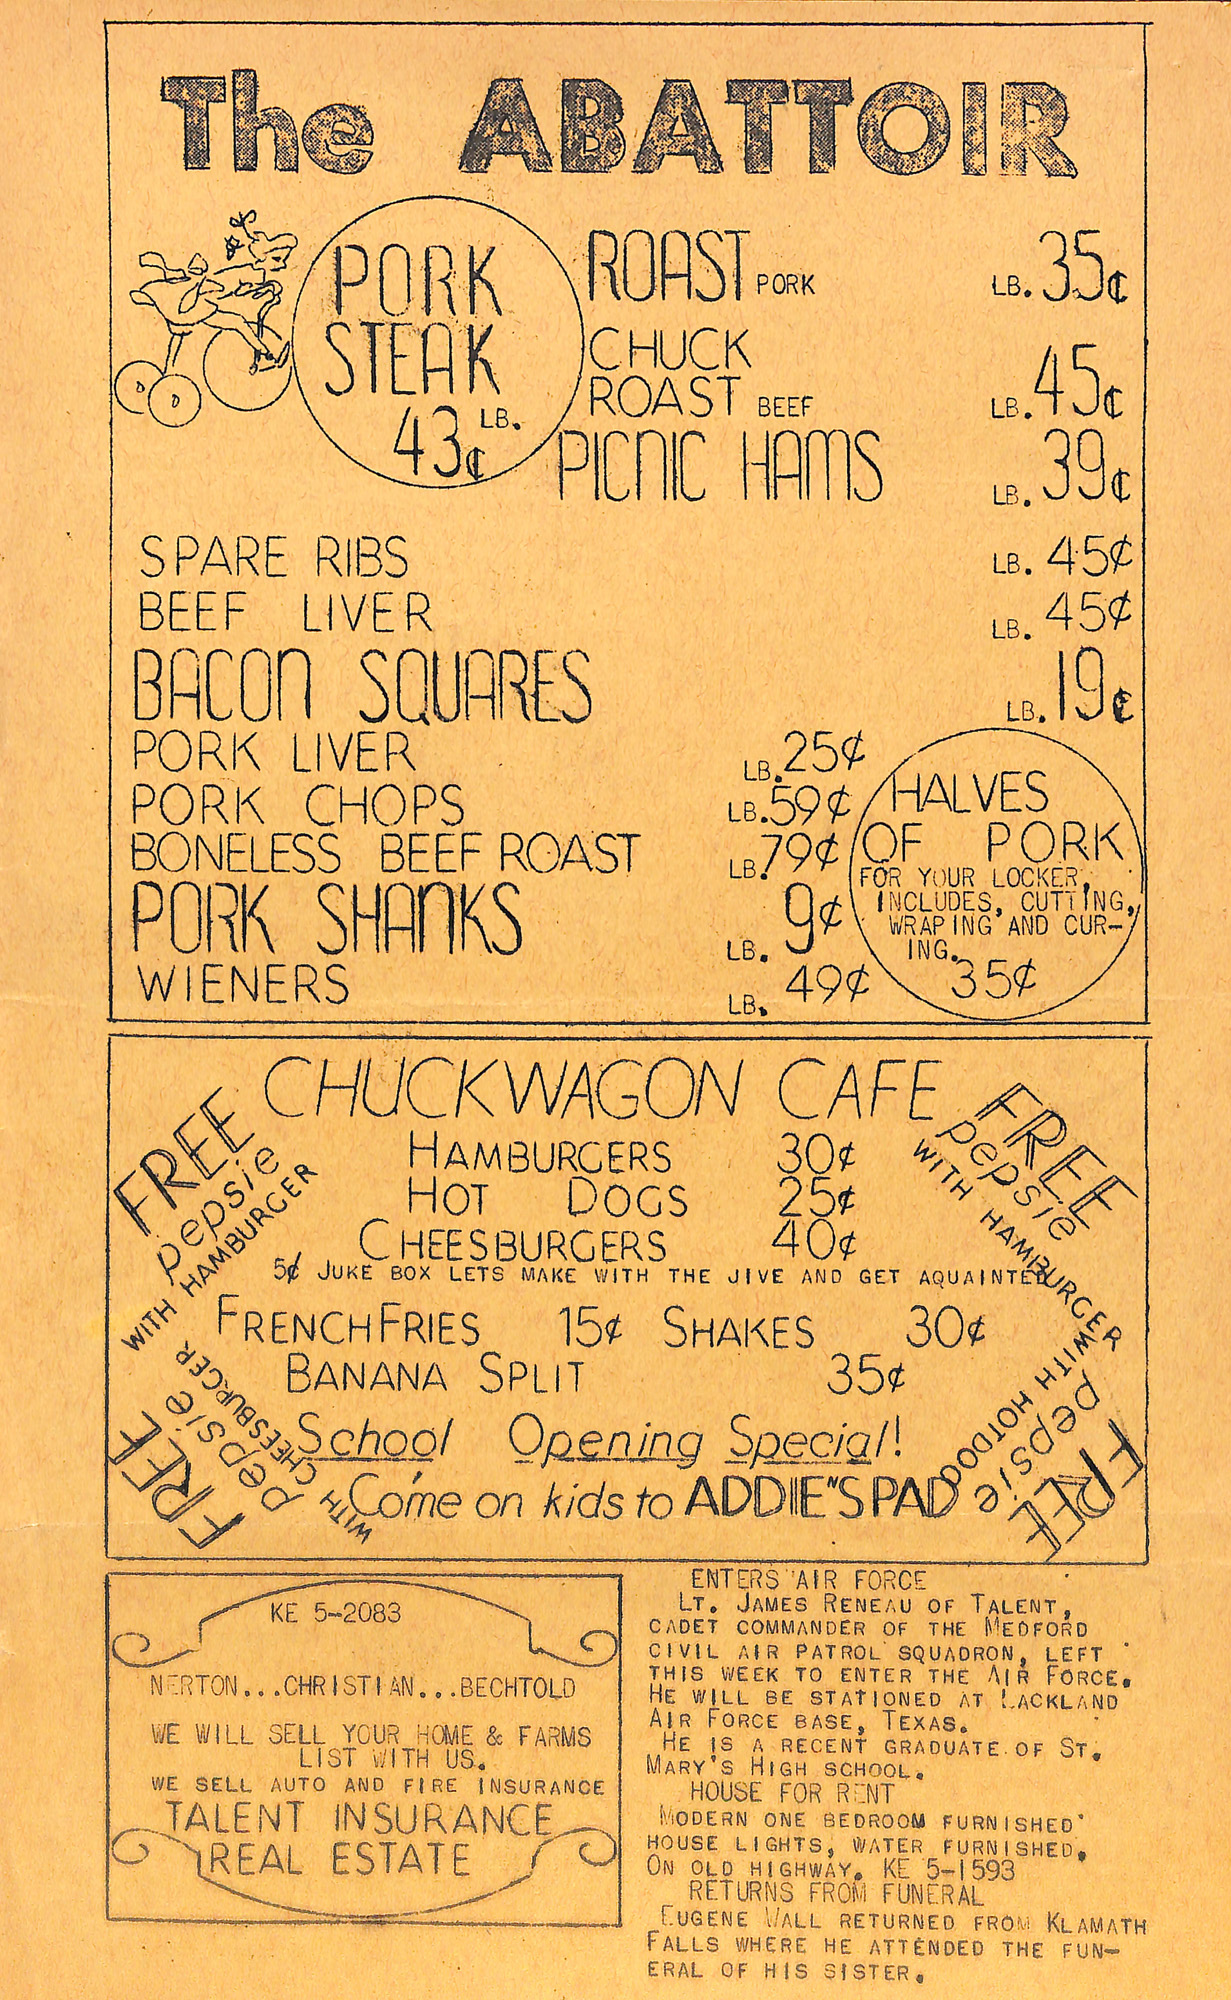 The ABATTOIR
PORK
STEAK
43¢ LB.
ROAST PORK LB. 35¢
CHUCK
ROAST BEEF LB. 45¢
PICNIC HAMS LB. 39¢
SPARE RIBS LB. 45¢
BEEF LIVER LB. 45¢
BACON SQUARES LB. 19¢
PORK LIVER LB. 25¢
PORK CHOPS LB. 59¢
BONELESS BEEF ROAST LB. 79¢
PORK SHANKS LB. 9¢
WIENERS LB. 49¢
HALVES
OF PORK
FOR YOUR LOCKER,
INCLUDES, CUTTING,
WRAPING AND CUR-
ING.
35¢
CHUCKWAGON CAFE
FREE
pepsie
WITH HAMBURGER
FREE
pepsie
WITH HAMBURGER
HAMBURGERS 30¢
HOT DOGS 25¢
CHEESBURGERS 40¢
5¢ JUKE BOX LETS MAKE WITH THE JIVE AND GET AQUAINTED
FRENCH FRIES 15¢ SHAKES 30¢
BANANA SPLIT 35¢
FREE
pepsie
WITH CHEESBURGER
FREE
pepsie
WITH HOTDOG
School Opening Special!
Come on kids to ADDIE"S PAD
KE 5-2083
NERTON...CHRISTIAN...BECHTOLD
WE WILL SELL YOUR HOME & FARMS
LIST WITH US.
WE SELL AUTO AND FIRE INSURANCE
TALENT INSURANCE
REAL ESTATE
ENTERS AIR FORCE
LT. JAMES RENEAU OF TALENT,
CADET COMMANDER OF THE MEDFORD
CIVIL AIR PATROL SQUADRON, LEFT
THIS WEEK TO ENTER THE AIR FORCE.
HE WILL BE STATIONED AT LACKLAND
AIR FORCE BASE, TEXAS.
HE IS A RECENT GRADUATE OF ST.
MARY'S HIGH SCHOOL.
HOUSE FOR RENT
MODERN ONE BEDROOM FURNISHED
HOUSE LIGHTS, WATER FURNISHED.
ON OLD HIGHWAY. KE 5-1593
RETURNS FROM FUNERAL
EUGENE WALL RETURNED FROM KLAMATH
FALLS WHERE HE ATTENDED THE FUN-
ERAL OF HIS SISTER.